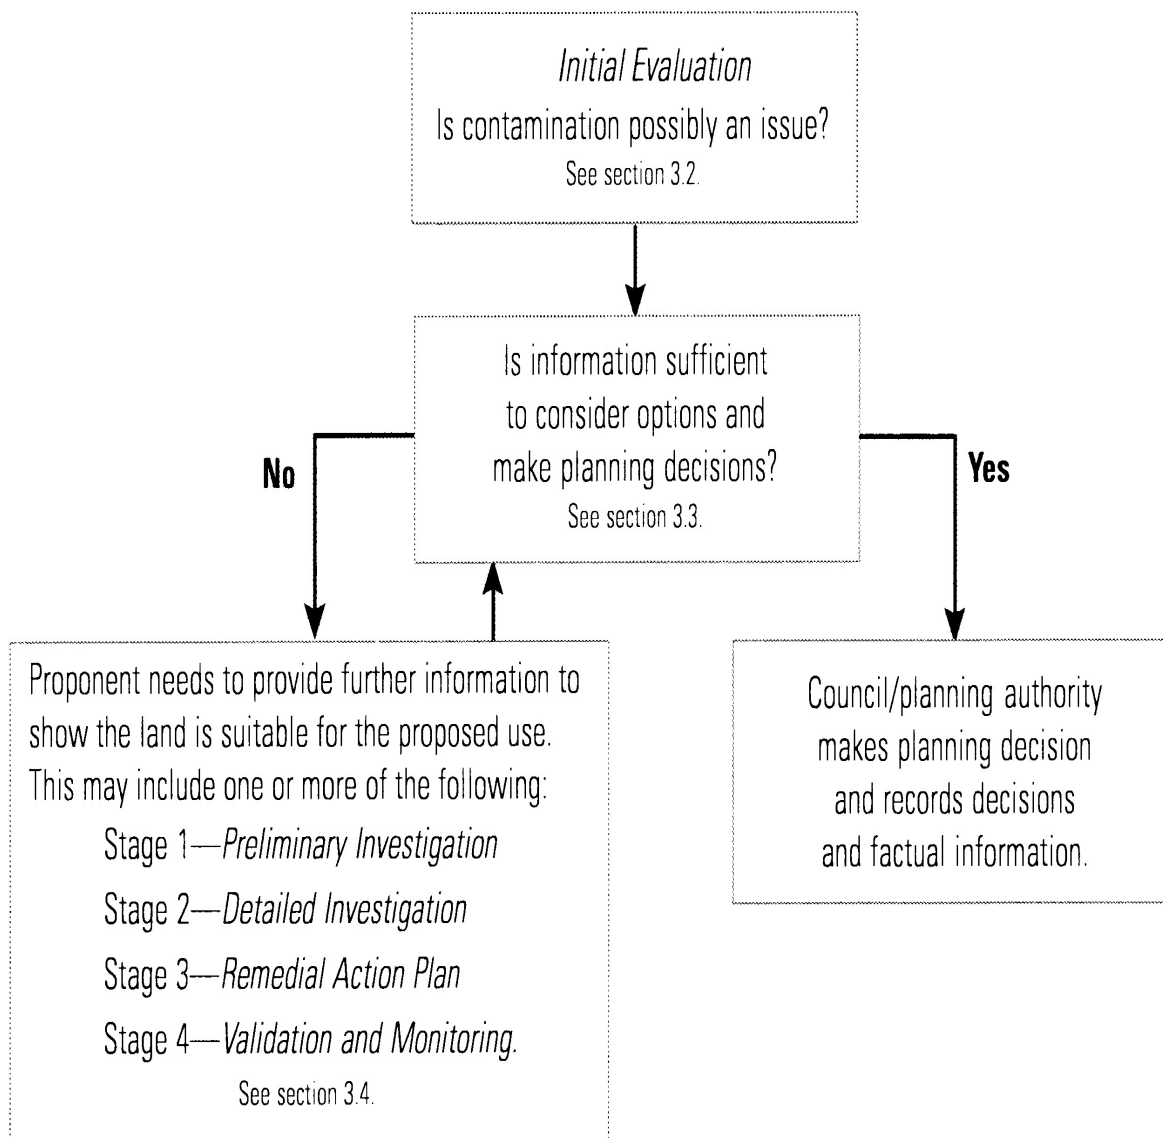 Initial Evaluation
Is contamination possibly an issue?
See section 3.2.
Is information sufficient
to consider options and
make planning decisions?
See section 3.3.
No
Yes
Proponent needs to provide further information to
show the land is suitable for the proposed use.
This may include one or more of the following:
Stage 1—Preliminary Investigation
Stage 2—Detailed Investigation
Stage 3—Remedial Action Plan
Stage 4—Validation and Monitoring.
See section 3.4.
Council/planning authority
makes planning decision
and records decisions
and factual information.